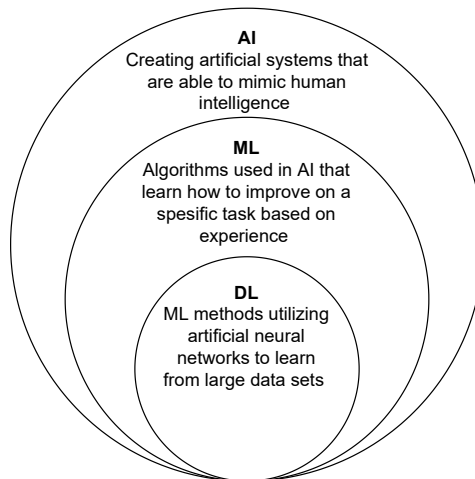 AI
Creating artificial systems that
are able to mimic human
intelligence
ML
Algorithms used in AI that
learn how to improve on a
spesific task based on
experience
DL
ML methods utilizing
artificial neural
networks to learn
from large data sets